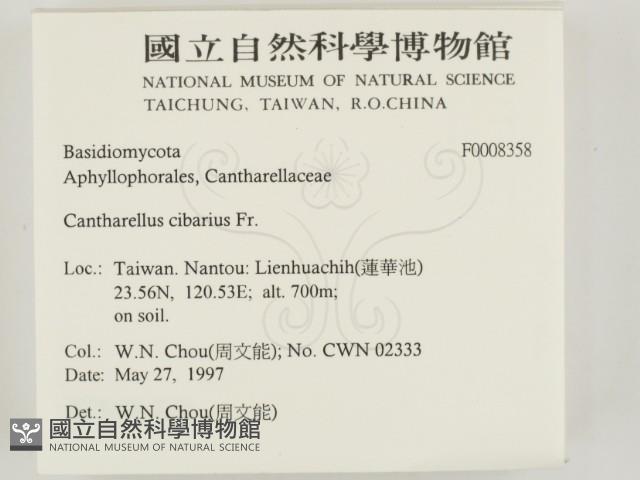 國立自然科學博物館
NATIONAL MUSEUM OF NATURAL SCIENCE
TAICHUNG, TAIWAN, R.O.CHINA
Basidiomycota F0008358
Aphyllophorales, Cantharellaceae
Cantharellus cibarius Fr.
Loc.: Taiwan. Nantou: Lienhuachih(蓮華池)
23.56N, 120.53E; alt. 700m;
on soil.
Col.: W.N. Chou(周文能); No. CWN 02333
Date: May 27, 1997
Det.: W.N. Chou(周文能)
國立自然科學博物館
NATIONAL MUSEUM OF NATURAL SCIENCE